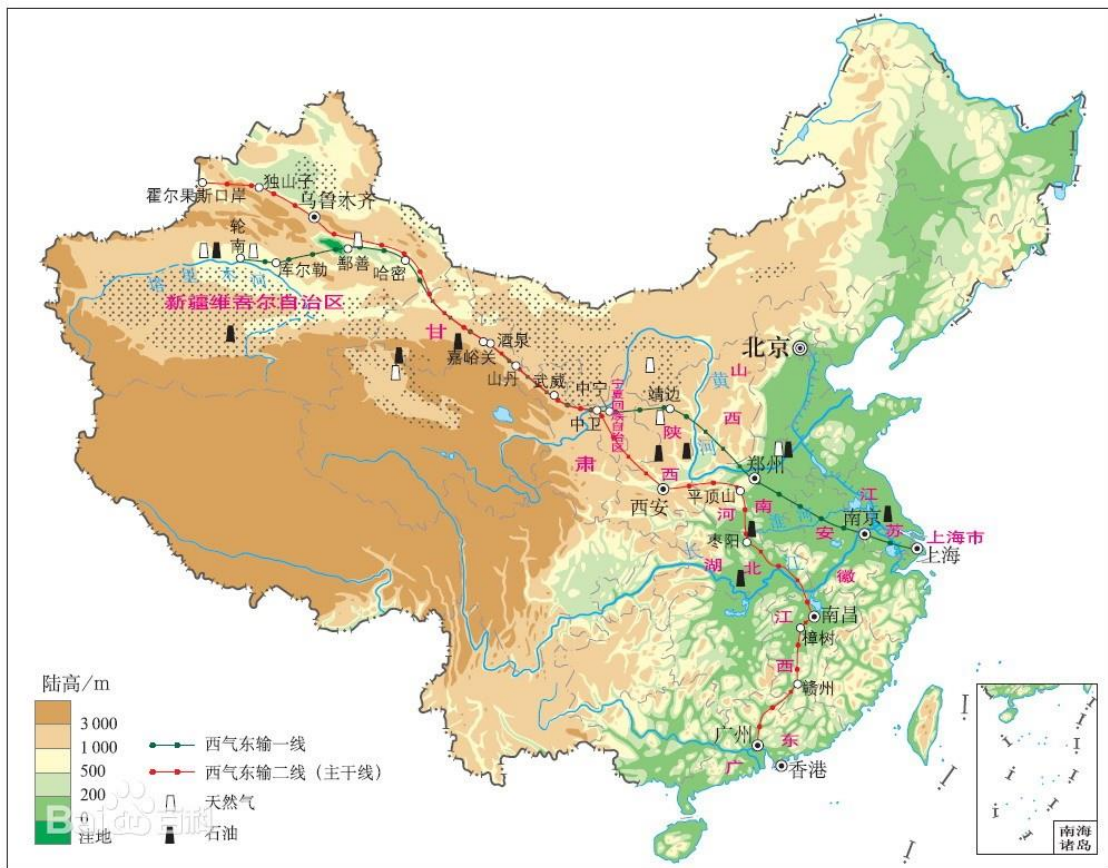 霍尔果斯口岸
独山子
乌鲁木齐
轮南
库尔勒
鄯善
哈密
塔里木河
新疆维吾尔自治区
甘
肃
嘉峪关
酒泉
山丹
武威
中宁
中卫
宁夏回族自治区
靖边
陕
西
山
西
黄
河
北京
西安
郑州
平顶山
河
南
淮河
枣阳
湖
北
长
江
安
徽
江
苏
南京
上海市
上海
南昌
江
西
樟树
赣州
广州
广
东
香港
陆高/m
3 000
1 000
500
200
0
洼地
西气东输一线
西气东输二线（主干线）
天然气
石油
Bai 百科
南海
诸岛